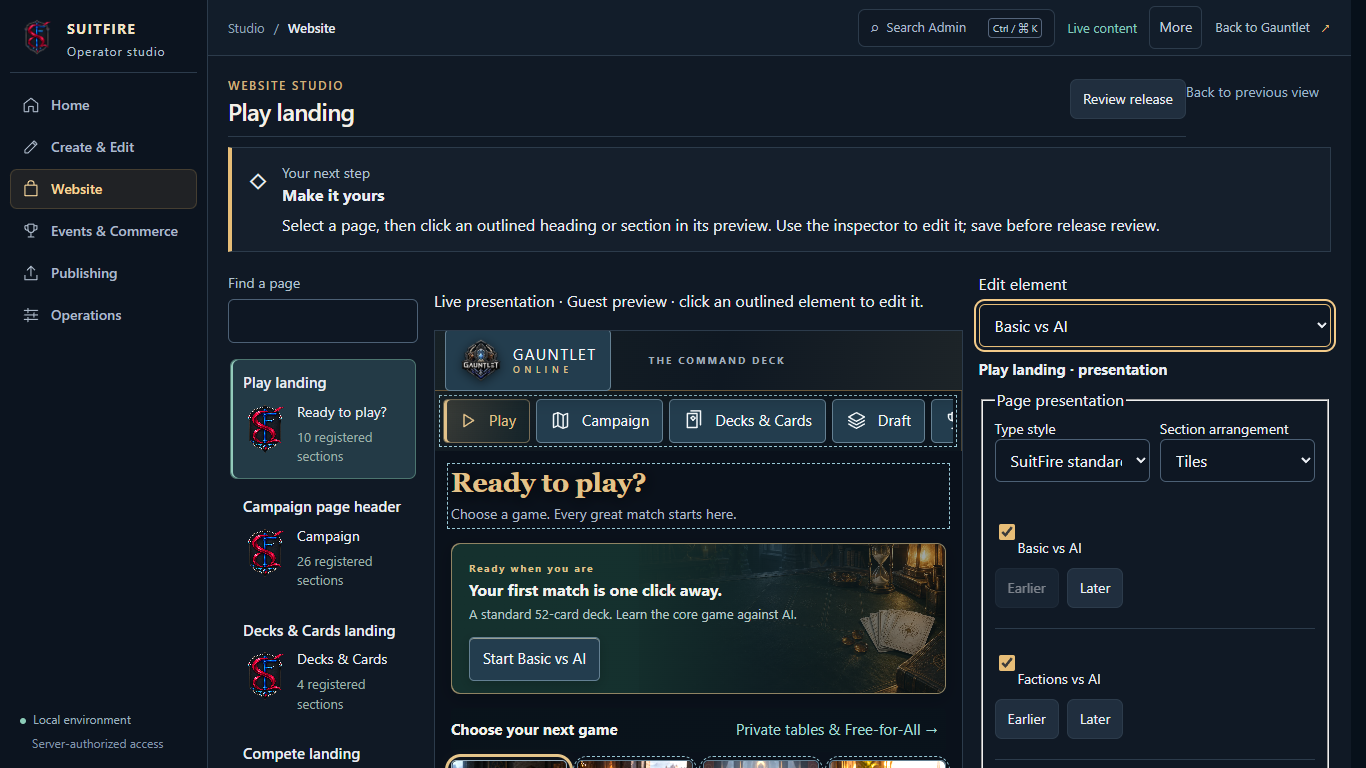 SUITFIRE
Operator studio
Home
Create & Edit
Website
Events & Commerce
Publishing
Operations
Local environment
Server-authorized access
Studio / Website
Search Admin Ctrl / ⌘ K
Live content
More
Back to Gauntlet ↗
WEBSITE STUDIO
Play landing
Review release
Back to previous view
Your next step
Make it yours
Select a page, then click an outlined heading or section in its preview. Use the inspector to edit it; save before release review.
Find a page
Play landing
Ready to play?
10 registered
sections
Campaign page header
Campaign
26 registered
sections
Decks & Cards landing
Decks & Cards
4 registered
sections
Compete landing
Live presentation · Guest preview · click an outlined element to edit it.
GAUNTLET
GAUNTLET
ONLINE
THE COMMAND DECK
Play
Campaign
Decks & Cards
Draft
Ready to play?
Choose a game. Every great match starts here.
Ready when you are
Your first match is one click away.
A standard 52-card deck. Learn the core game against AI.
Start Basic vs AI
Choose your next game
Private tables & Free-for-All →
Edit element
Basic vs AI
Play landing · presentation
Page presentation
Type style
Section arrangement
SuitFire standar
Tiles
Basic vs AI
Earlier
Later
Factions vs AI
Earlier
Later